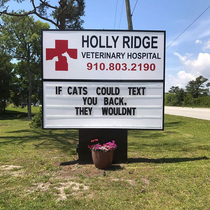 HOLLY RIDGE
VETERINARY HOSPITAL
910.803.2190
IF CATS COULD TEXT
YOU BACK.
THEY WOULDNT